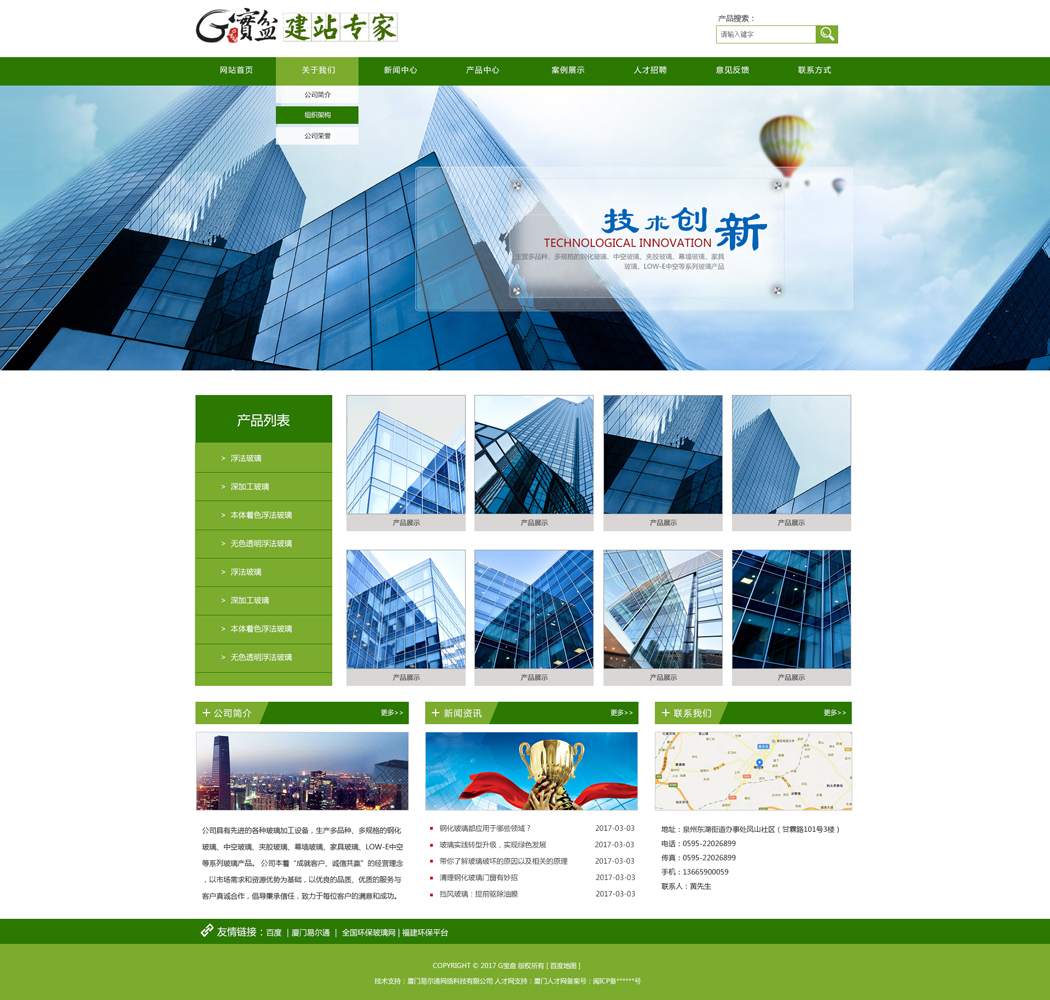 G寶盆 建站专家
产品搜索：
请输入鍵字
网站首页 关于我们 新闻中心 产品中心 案例展示 人才招聘 意见反馈 联系方式
公司简介
组织架构
公司荣誉
技术创新
TECHNOLOGICAL INNOVATION
主营多品种、多规格的钢化玻璃、中空玻璃、夹胶玻璃、幕墙玻璃、家具
玻璃、LOW-E中空等系列玻璃产品
产品列表
> 浮法玻璃
> 深加工玻璃
> 本体着色浮法玻璃
> 无色透明浮法玻璃
> 浮法玻璃
> 深加工玻璃
> 本体着色浮法玻璃
> 无色透明浮法玻璃
产品展示 产品展示 产品展示 产品展示
产品展示 产品展示 产品展示 产品展示
+ 公司简介 更多>>
公司具有先进的各种玻璃加工设备，生产多品种、多规格的钢化
玻璃、中空玻璃、夹胶玻璃、幕墙玻璃、家具玻璃、LOW-E中空
等系列玻璃产品。 公司本着“成就客户、诚信共赢”的经营理念
，以市场需求和资源优势为基础，以优良的品质、优质的服务与
客户真诚合作，倡导秉承信任，致力于每位客户的满意和成功。
+ 新闻资讯 更多>>
钢化玻璃都应用于哪些领域？ 2017-03-03
玻璃实践转型升级，实现绿色发展 2017-03-03
带你了解玻璃破坏的原因以及相关的原理 2017-03-03
清理钢化玻璃门窗有妙招 2017-03-03
挡风玻璃：提前驱除油膜 2017-03-03
+ 联系我们 更多>>
地址：泉州东湖街道办事处凤山社区（甘霖路101号3楼）
电话：0595-22026899
传真：0595-22026899
手机：13665900059
联系人：黄先生
友情链接：百度 | 厦门易尔通 | 全国环保玻璃网 | 福建环保平台
COPYRIGHT © 2017 G宝盘 版权所有 [ 百度地图 ]
技术支持：厦门易尔通网络科技有限公司 人才网支持：厦门人才网备案号：闽ICP备******号